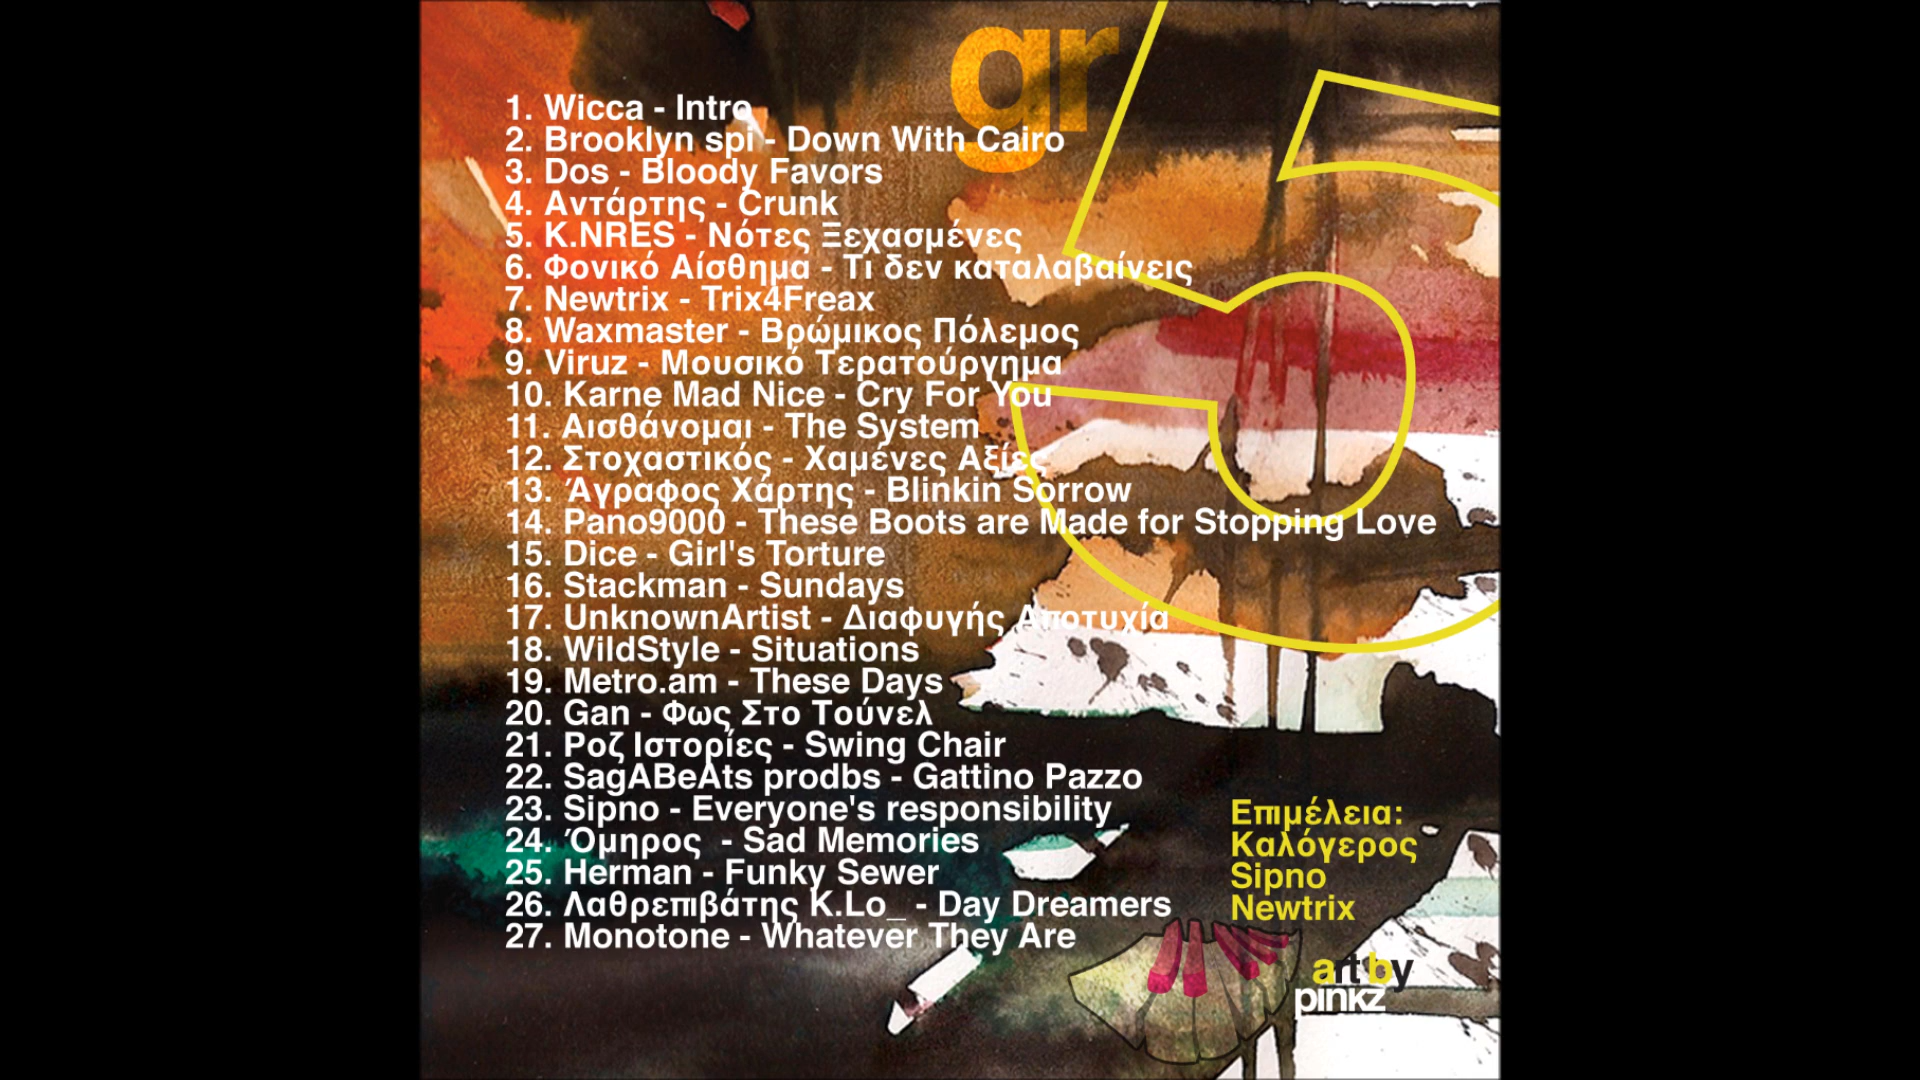 gr
5
1. Wicca - Intro
2. Brooklyn spi - Down With Cairo
3. Dos - Bloody Favors
4. Αντάρτης - Crunk
5. K.NRES - Νότες Ξεχασμένες
6. Φονικό Αίσθημα - Τι δεν καταλαβαίνεις
7. Newtrix - Trix4Freax
8. Waxmaster - Βρώμικος Πόλεμος
9. Viruz - Μουσικό Τερατούργημα
10. Karne Mad Nice - Cry For You
11. Αισθάνομαι - The System
12. Στοχαστικός - Χαμένες Αξίες
13. Άγραφος Χάρτης - Blinkin Sorrow
14. Pano9000 - These Boots are Made for Stopping Love
15. Dice - Girl's Torture
16. Stackman - Sundays
17. UnknownArtist - Διαφυγής Αποτυχία
18. WildStyle - Situations
19. Metro.am - These Days
20. Gan - Φως Στο Τούνελ
21. Ροζ Ιστορίες - Swing Chair
22. SagABeAts prodbs - Gattino Pazzo
23. Sipno - Everyone's responsibility
24. Όμηρος - Sad Memories
25. Herman - Funky Sewer
26. Λαθρεπιβάτης K.Lo_ - Day Dreamers
27. Monotone - Whatever They Are
Επιμέλεια:
Καλόγερος
Sipno
Newtrix
art by
pinkz